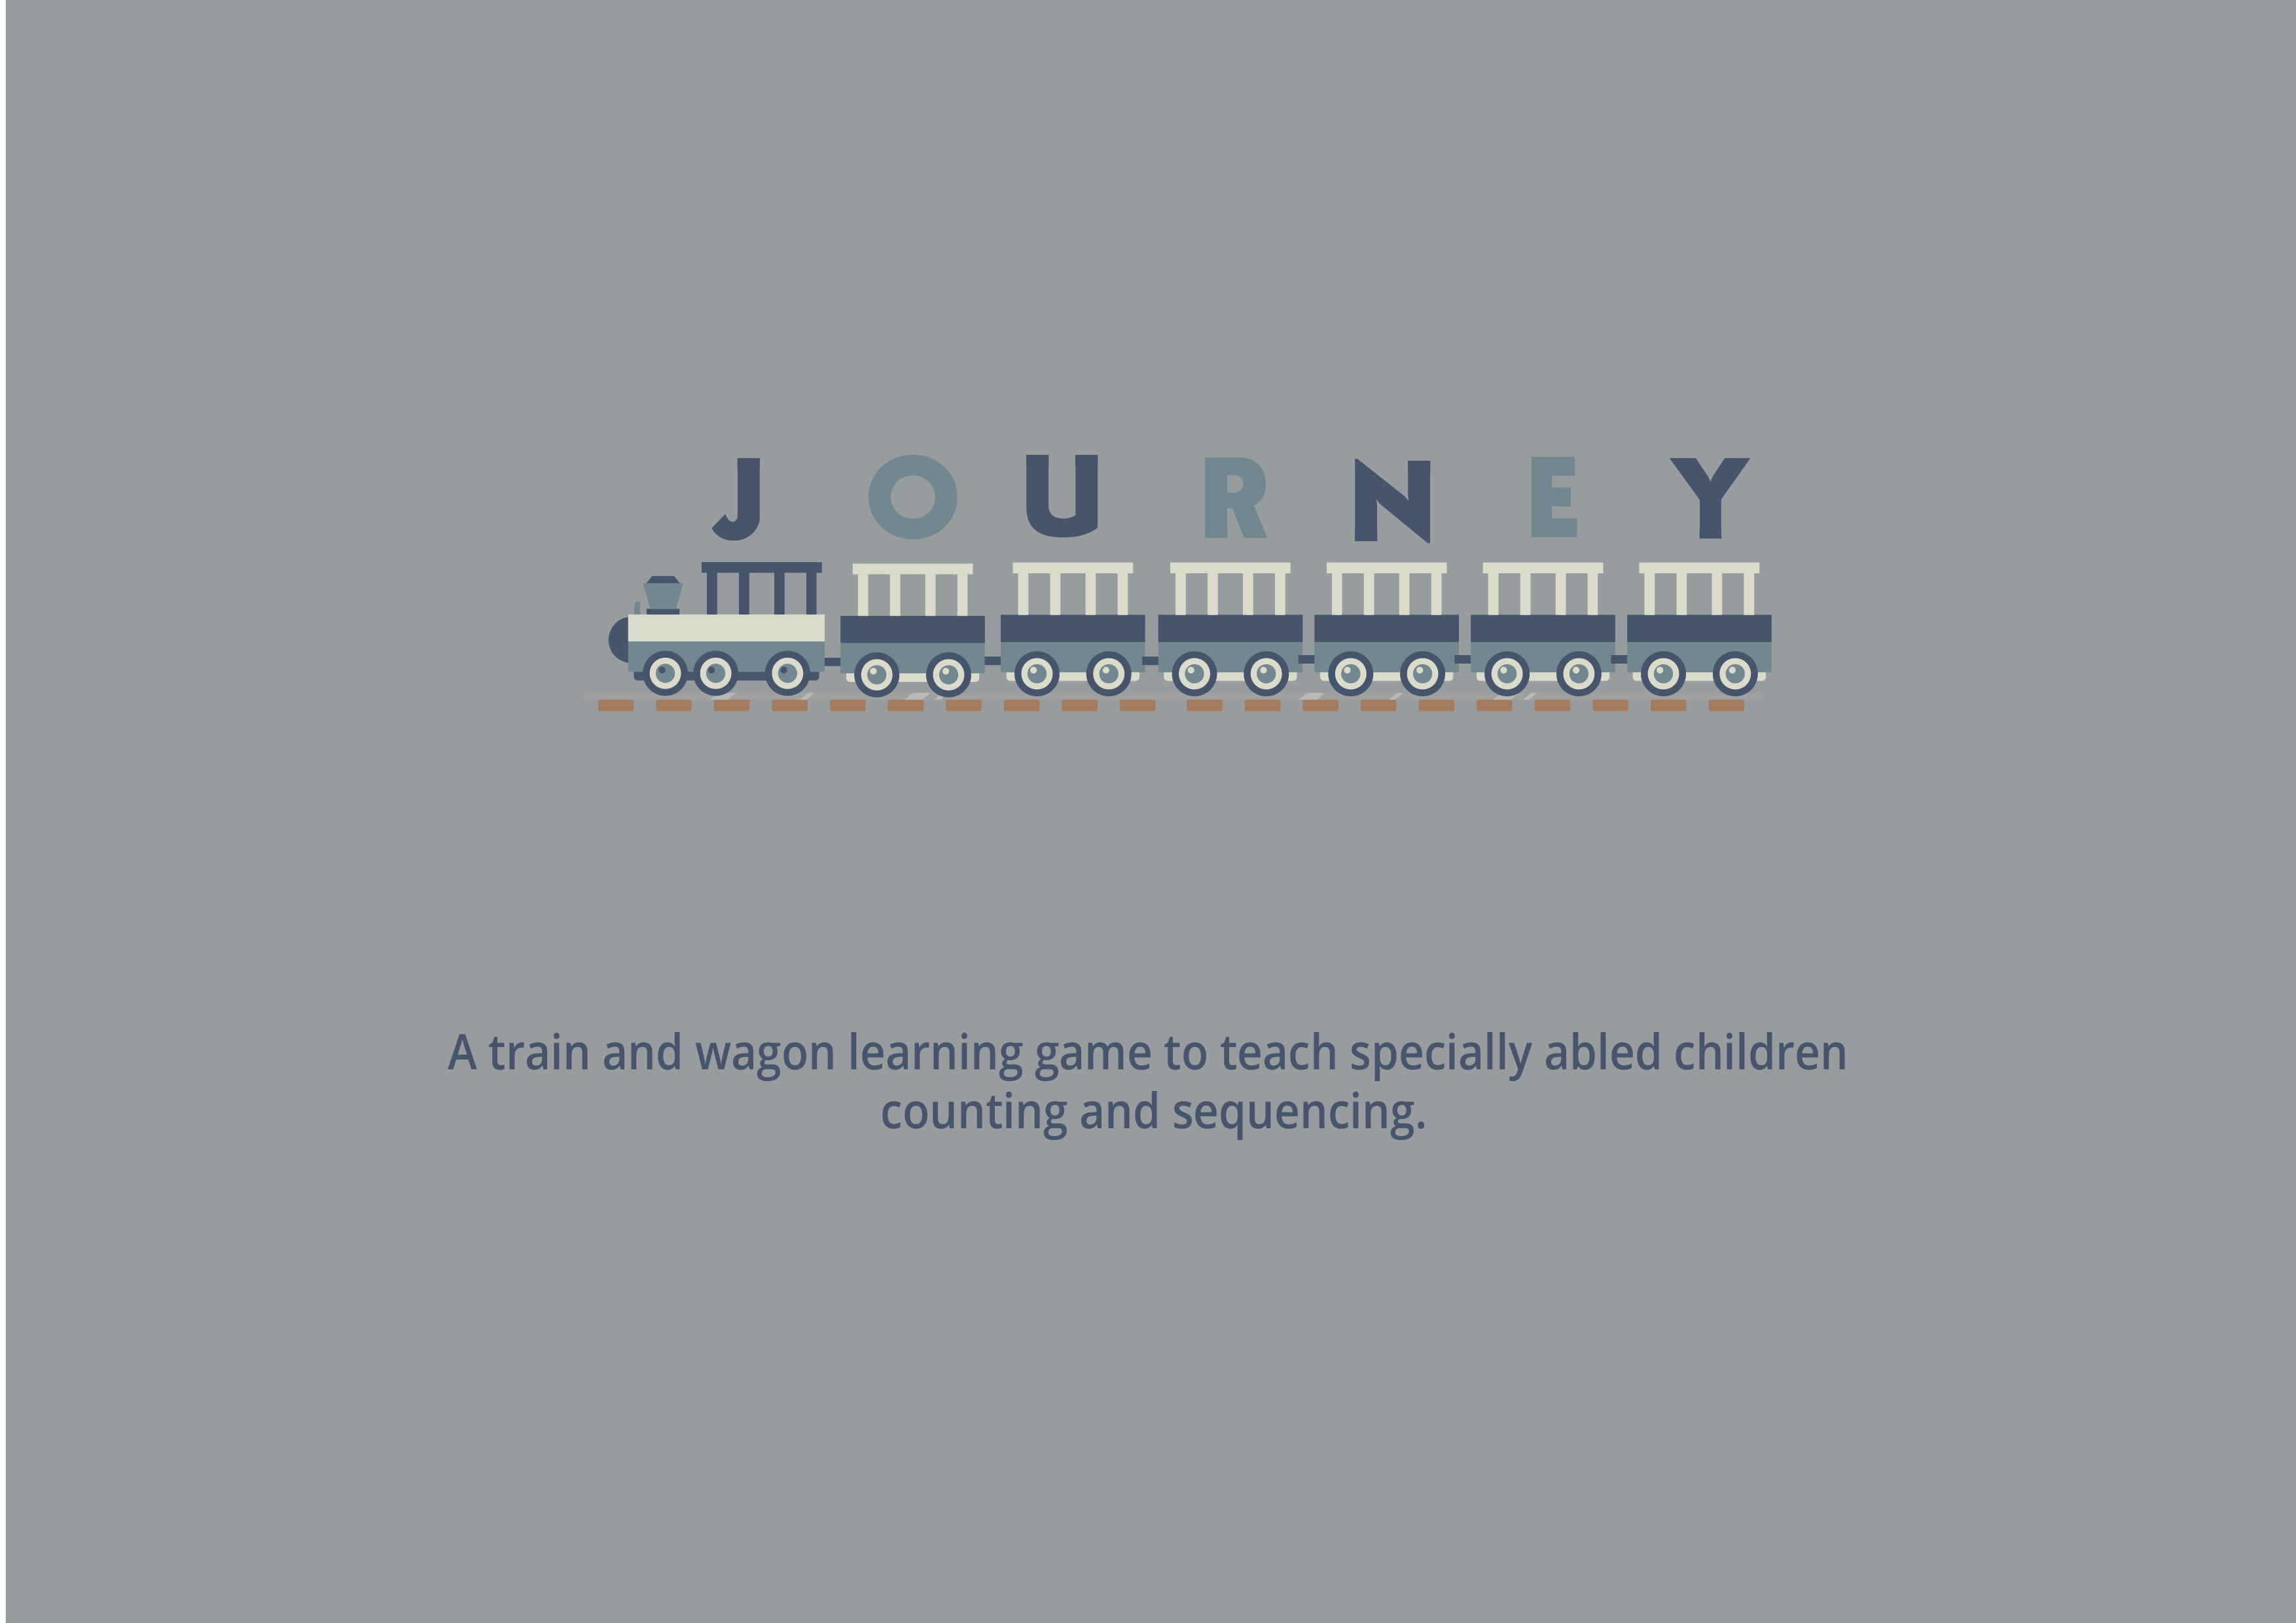 JOURNEY
A train and wagon learning game to teach specially abled children
counting and sequencing.